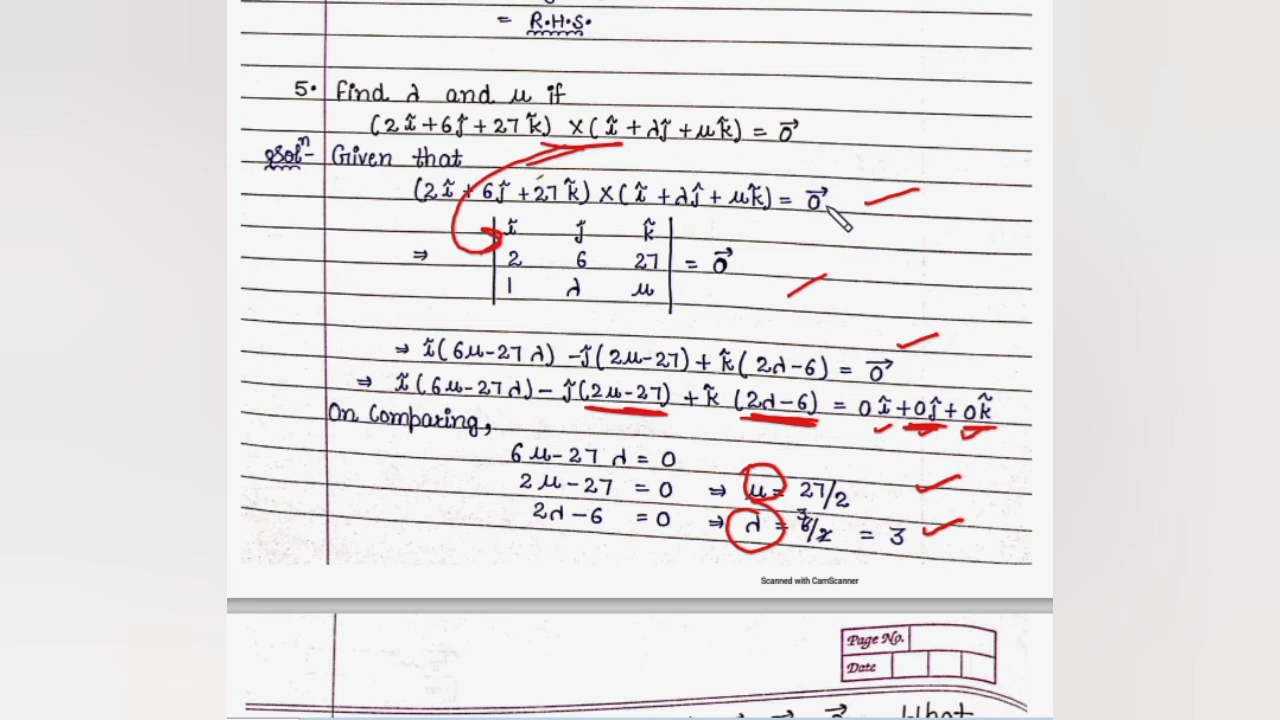 = R.H.S.
5. Find λ and μ if
(2î+6ĵ+27k̂) ×(î+λĵ+μk̂) = 0⃗
Solⁿ- Given that
(2î+6ĵ+27k̂)×(î+λĵ+μk̂) = 0⃗
î ĵ k̂
⇒ 2 6 27 = 0⃗
1 λ μ
⇒ î(6μ-27λ) -ĵ(2μ-27)+k̂(2λ-6) = 0⃗
⇒ î(6μ-27λ)- ĵ(2μ-27) + k̂(2λ-6) = 0î+0ĵ+0k̂
On Comparing,
6μ-27λ = 0
2μ-27 = 0 ⇒ μ = 27/2
2λ-6 = 0 ⇒ λ = 6/2 = 3
Scanned with CamScanner
Page No.
Date
What